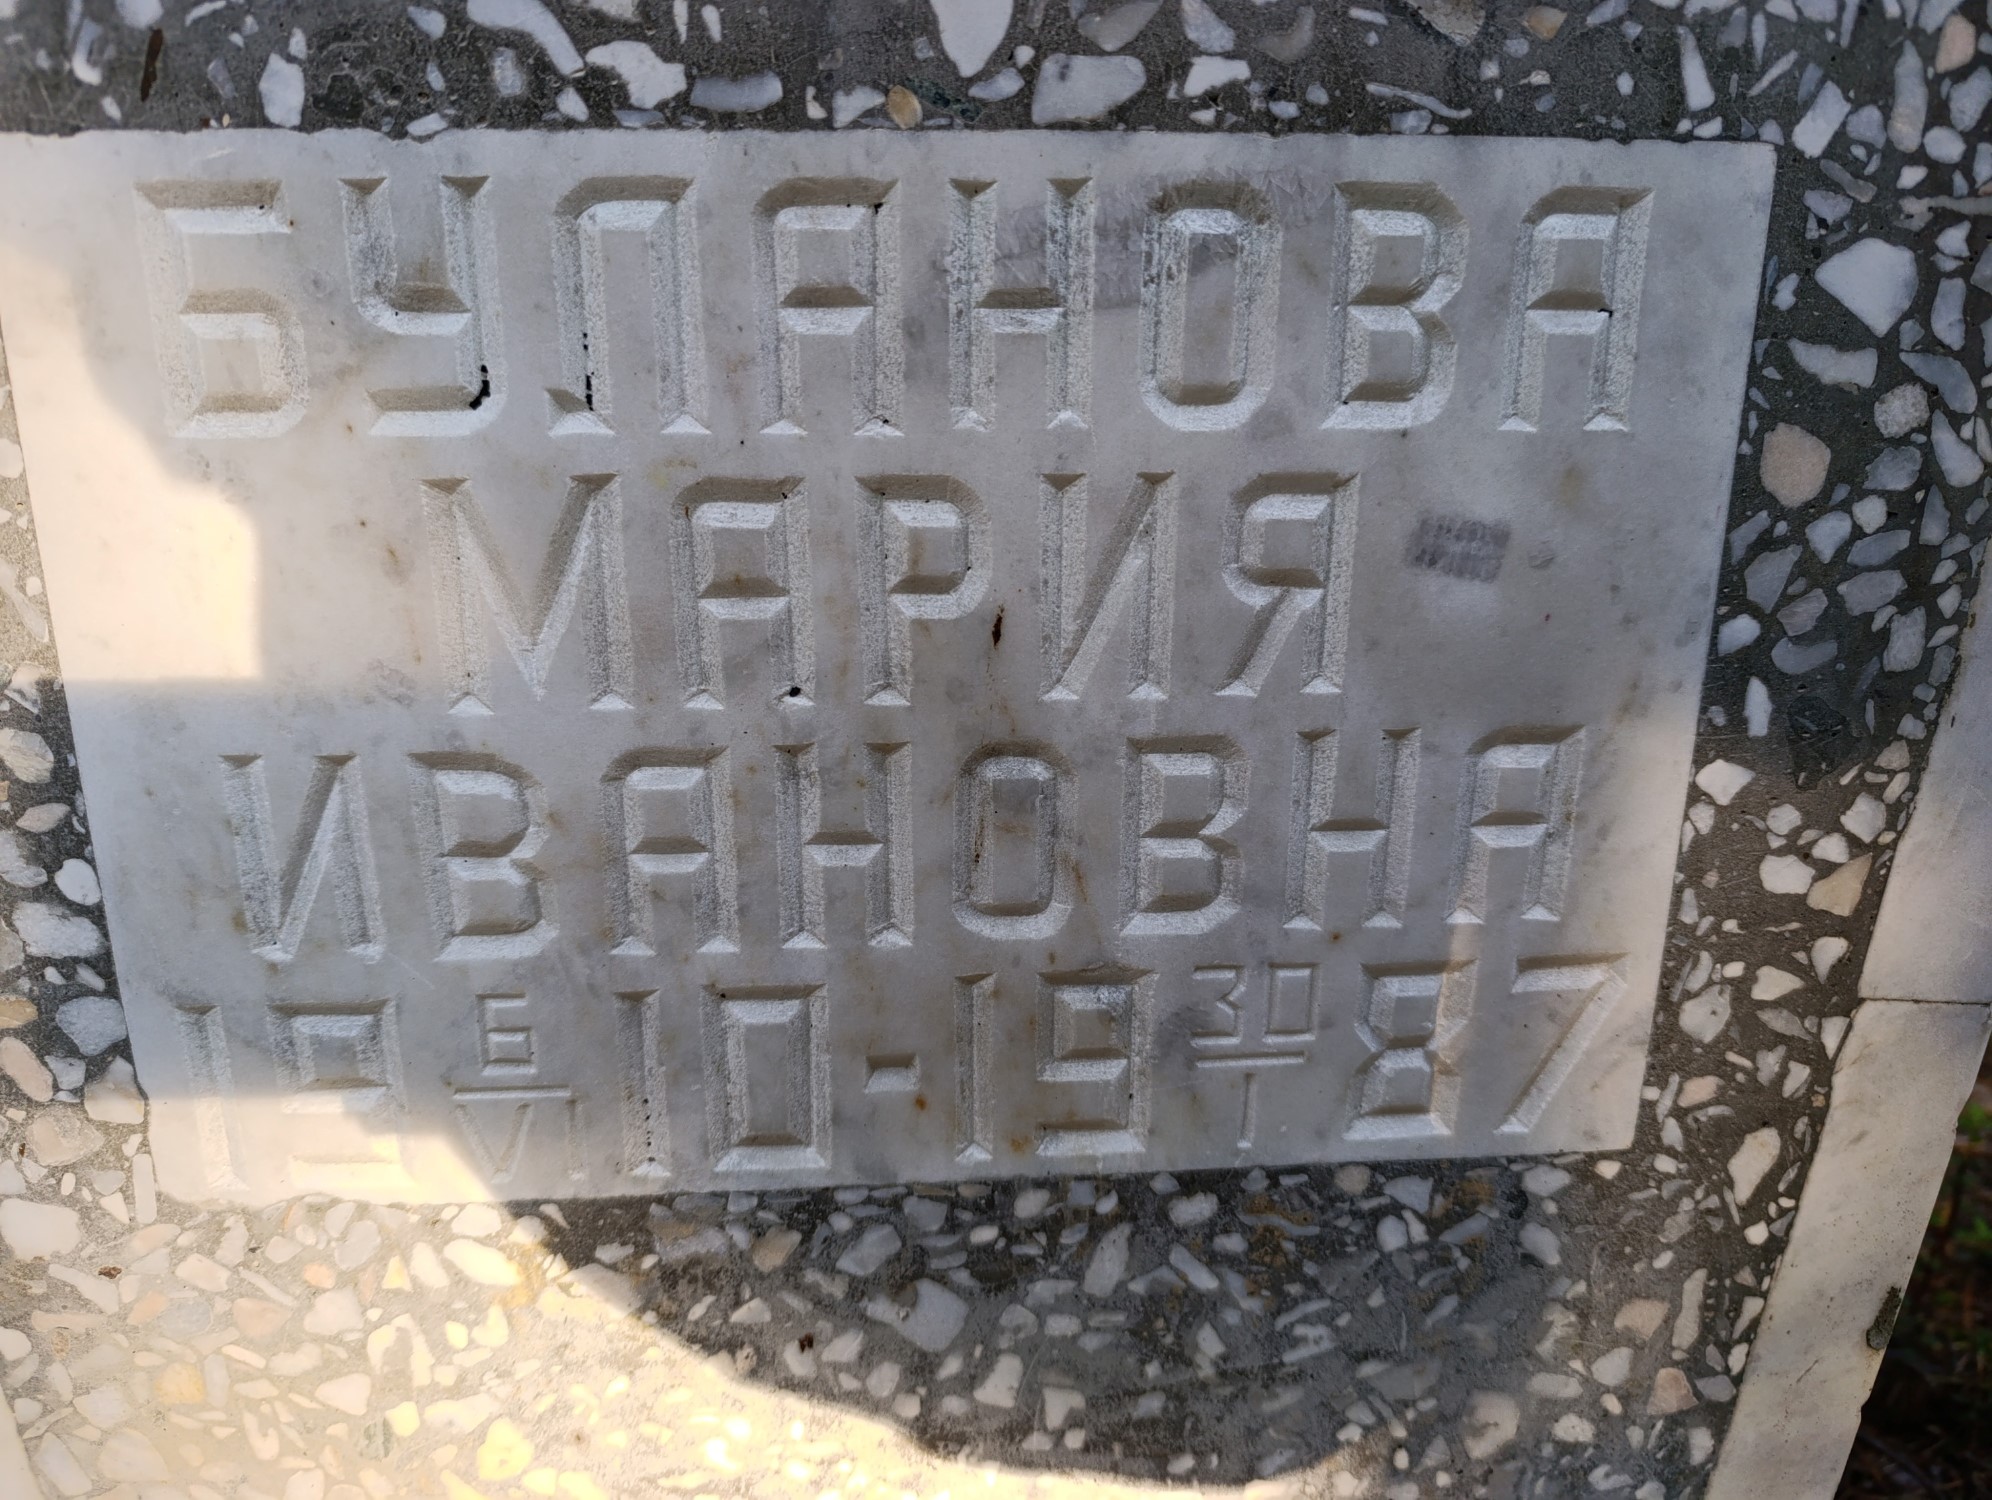 БУЛАНОВА
МАРИЯ
ИВАНОВНА
19 6/VI 10-19 30/I 87